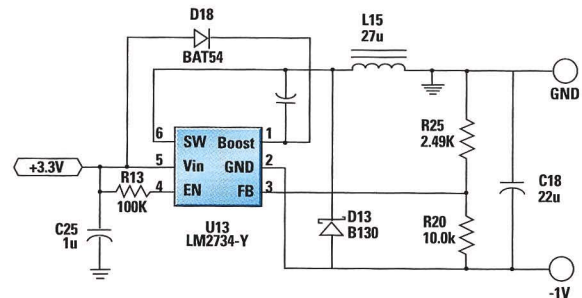 D18
BAT54
L15
27u
GND
6 SW Boost 1
5 Vin GND 2
4 EN FB 3
+3.3V
R13
100K
U13
LM2734-Y
C25
1u
D13
B130
R25
2.49K
R20
10.0k
C18
22u
-1V